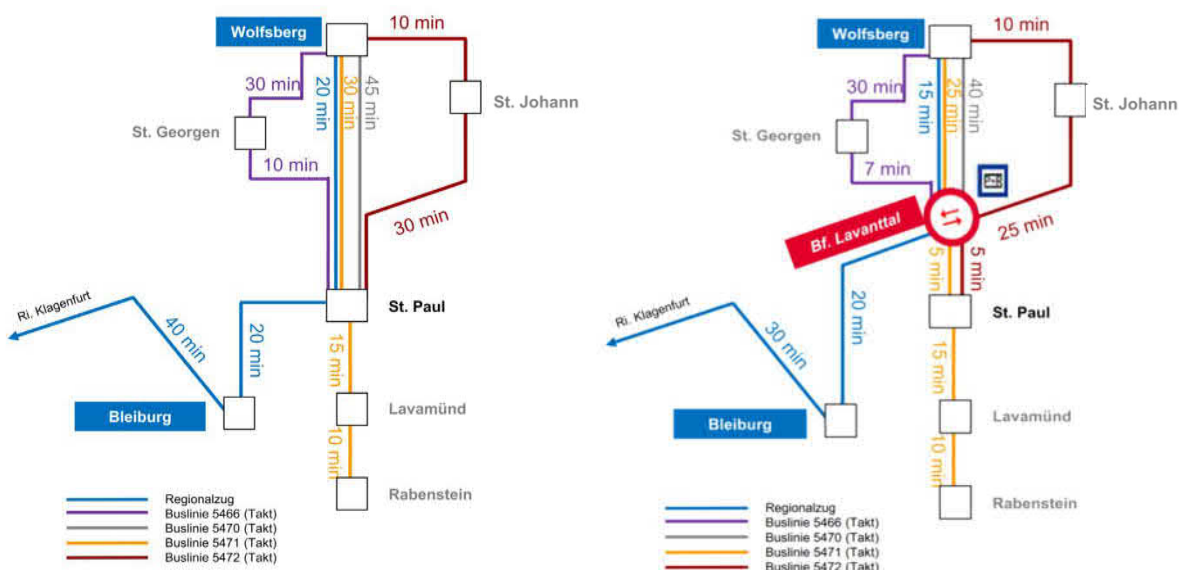 10 min
Wolfsberg
30 min
20 min
30 min
45 min
St. Johann
St. Georgen
10 min
30 min
Ri. Klagenfurt
St. Paul
40 min
20 min
15 min
Bleiburg
Lavamünd
10 min
Rabenstein
Regionalzug
Buslinie 5466 (Takt)
Buslinie 5470 (Takt)
Buslinie 5471 (Takt)
Buslinie 5472 (Takt)
10 min
Wolfsberg
30 min
15 min
25 min
40 min
St. Johann
St. Georgen
7 min
Bf. Lavanttal
25 min
5 min
5 min
Ri. Klagenfurt
St. Paul
30 min
20 min
15 min
Bleiburg
Lavamünd
10 min
Rabenstein
Regionalzug
Buslinie 5466 (Takt)
Buslinie 5470 (Takt)
Buslinie 5471 (Takt)
Buslinie 5472 (Takt)